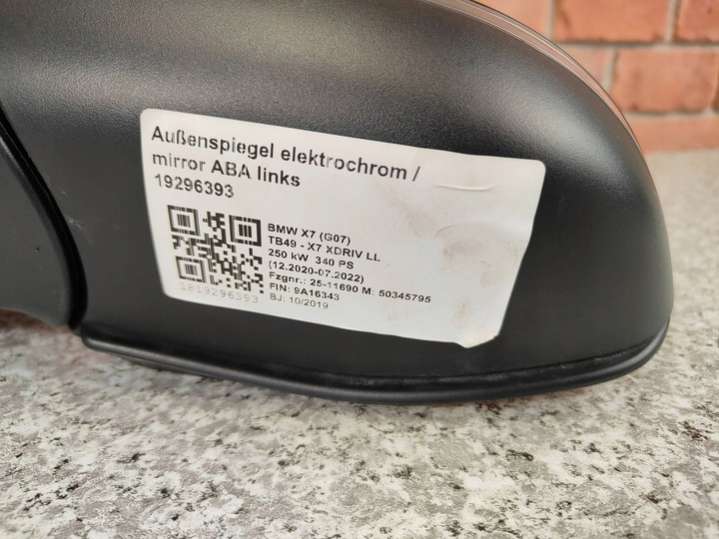 Außenspiegel elektrochrom /
mirror ABA links
19296393
BMW X7 (G07)
TB49 - X7 XDRIV LL
250 kW 340 PS
(12.2020-07.2022)
Fzgnr.: 25-11690 M: 50345795
FIN: 9A16343
BJ: 10/2019
1819296393